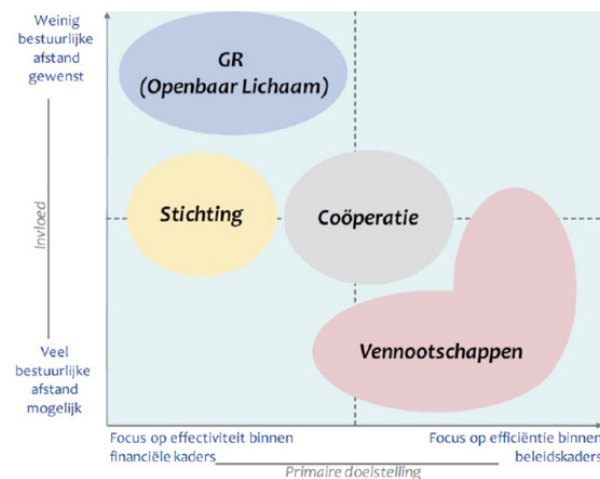 Weinig
bestuurlijke
afstand
gewenst
GR
(Openbaar Lichaam)
Stichting
Coöperatie
Invloed
Vennootschappen
Veel
bestuurlijke
afstand
mogelijk
Focus op effectiviteit binnen
financiële kaders
Focus op efficiëntie binnen
beleidskaders
Primaire doelstelling